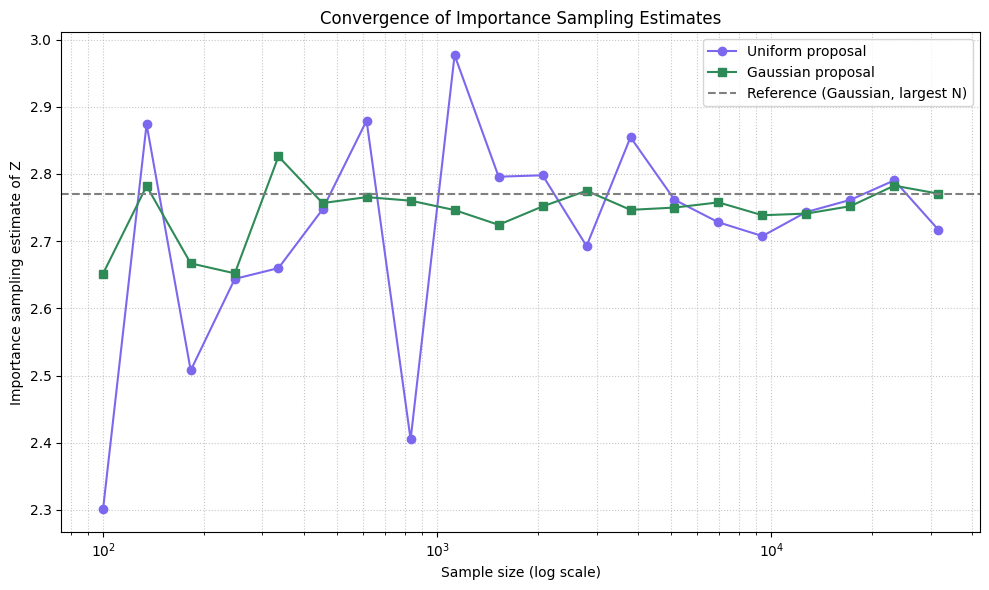 Convergence of Importance Sampling Estimates
Importance sampling estimate of Z
3.0
2.9
2.8
2.7
2.6
2.5
2.4
2.3
Uniform proposal
Gaussian proposal
Reference (Gaussian, largest N)
10² 10³ 10⁴
Sample size (log scale)